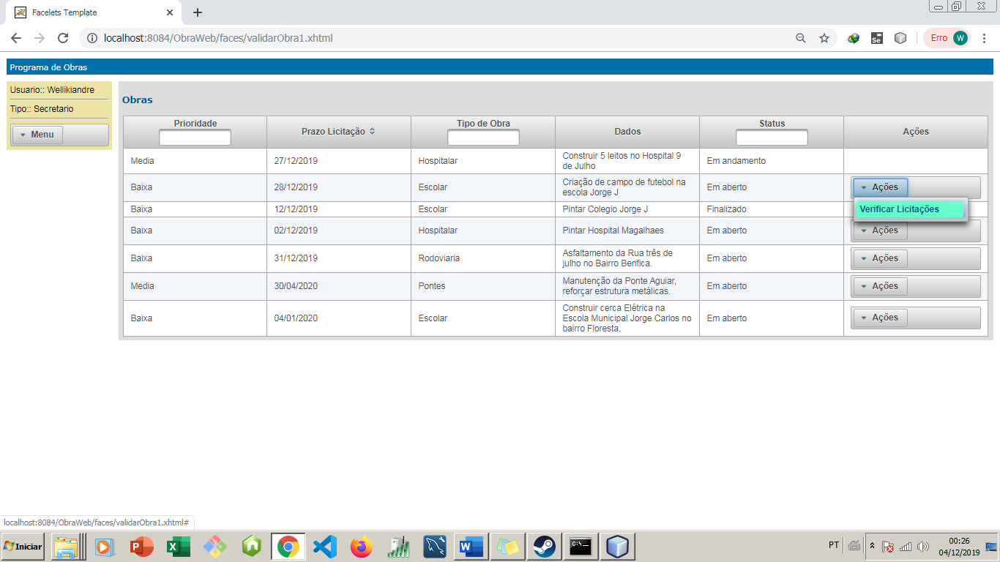 Facelets Template
localhost:8084/ObraWeb/faces/validarObra1.xhtml
Se
Erro W
Programa de Obras
Usuario:: Wellikiandre
Tipo:: Secretario
Menu
Obras
Prioridade Prazo Licitação Tipo de Obra Dados Status Ações
Media 27/12/2019 Hospitalar Construir 5 leitos no Hospital 9 Em andamento
de Julho
Baixa 28/12/2019 Escolar Criação de campo de futebol na Em aberto Ações
escola Jorge J
Baixa 12/12/2019 Escolar Pintar Colegio Jorge J Finalizado Verificar Licitações
Baixa 02/12/2019 Hospitalar Pintar Hospital Magalhaes Em aberto Ações
Baixa 31/12/2019 Rodoviaria Asfaltamento da Rua três de Em aberto Ações
julho no Bairro Benfica.
Media 30/04/2020 Pontes Manutenção da Ponte Aguiar, Em aberto Ações
reforçar estrutura metálicas.
Baixa 04/01/2020 Escolar Construir cerca Elétrica na Em aberto Ações
Escola Municipal Jorge Carlos no
bairro Floresta.
localhost:8084/ObraWeb/faces/validarObra1.xhtml#
Iniciar
PT
00:26
04/12/2019